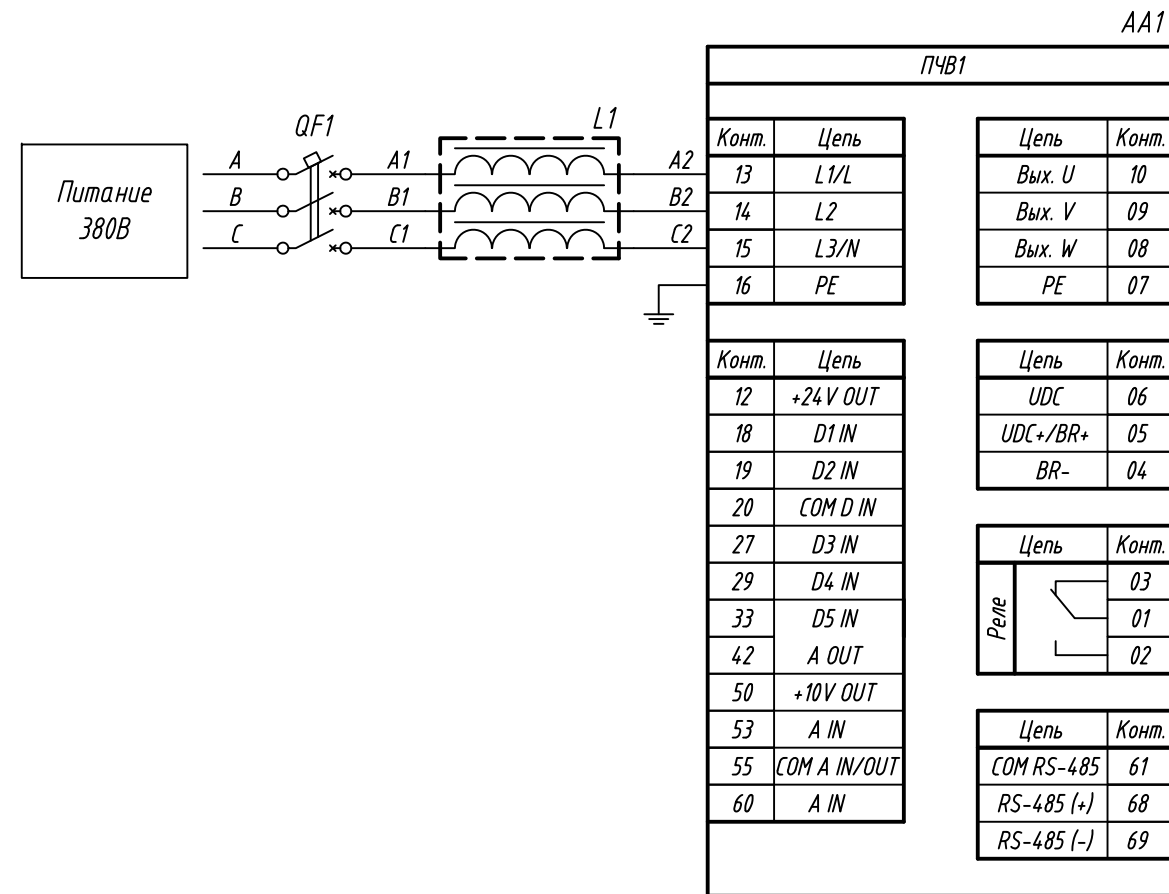 AA1
ПЧВ1
QF1
L1
Питание
380В
A A1 A2
B B1 B2
C C1 C2
Конт. Цепь
13 L1/L
14 L2
15 L3/N
16 PE
Цепь Конт.
Вых. U 10
Вых. V 09
Вых. W 08
PE 07
Конт. Цепь
12 +24V OUT
18 D1 IN
19 D2 IN
20 COM D IN
27 D3 IN
29 D4 IN
33 D5 IN
42 A OUT
50 +10V OUT
53 A IN
55 COM A IN/OUT
60 A IN
Цепь Конт.
UDC 06
UDC+/BR+ 05
BR- 04
Цепь Конт.
Реле
03
01
02
Цепь Конт.
COM RS-485 61
RS-485 (+) 68
RS-485 (-) 69